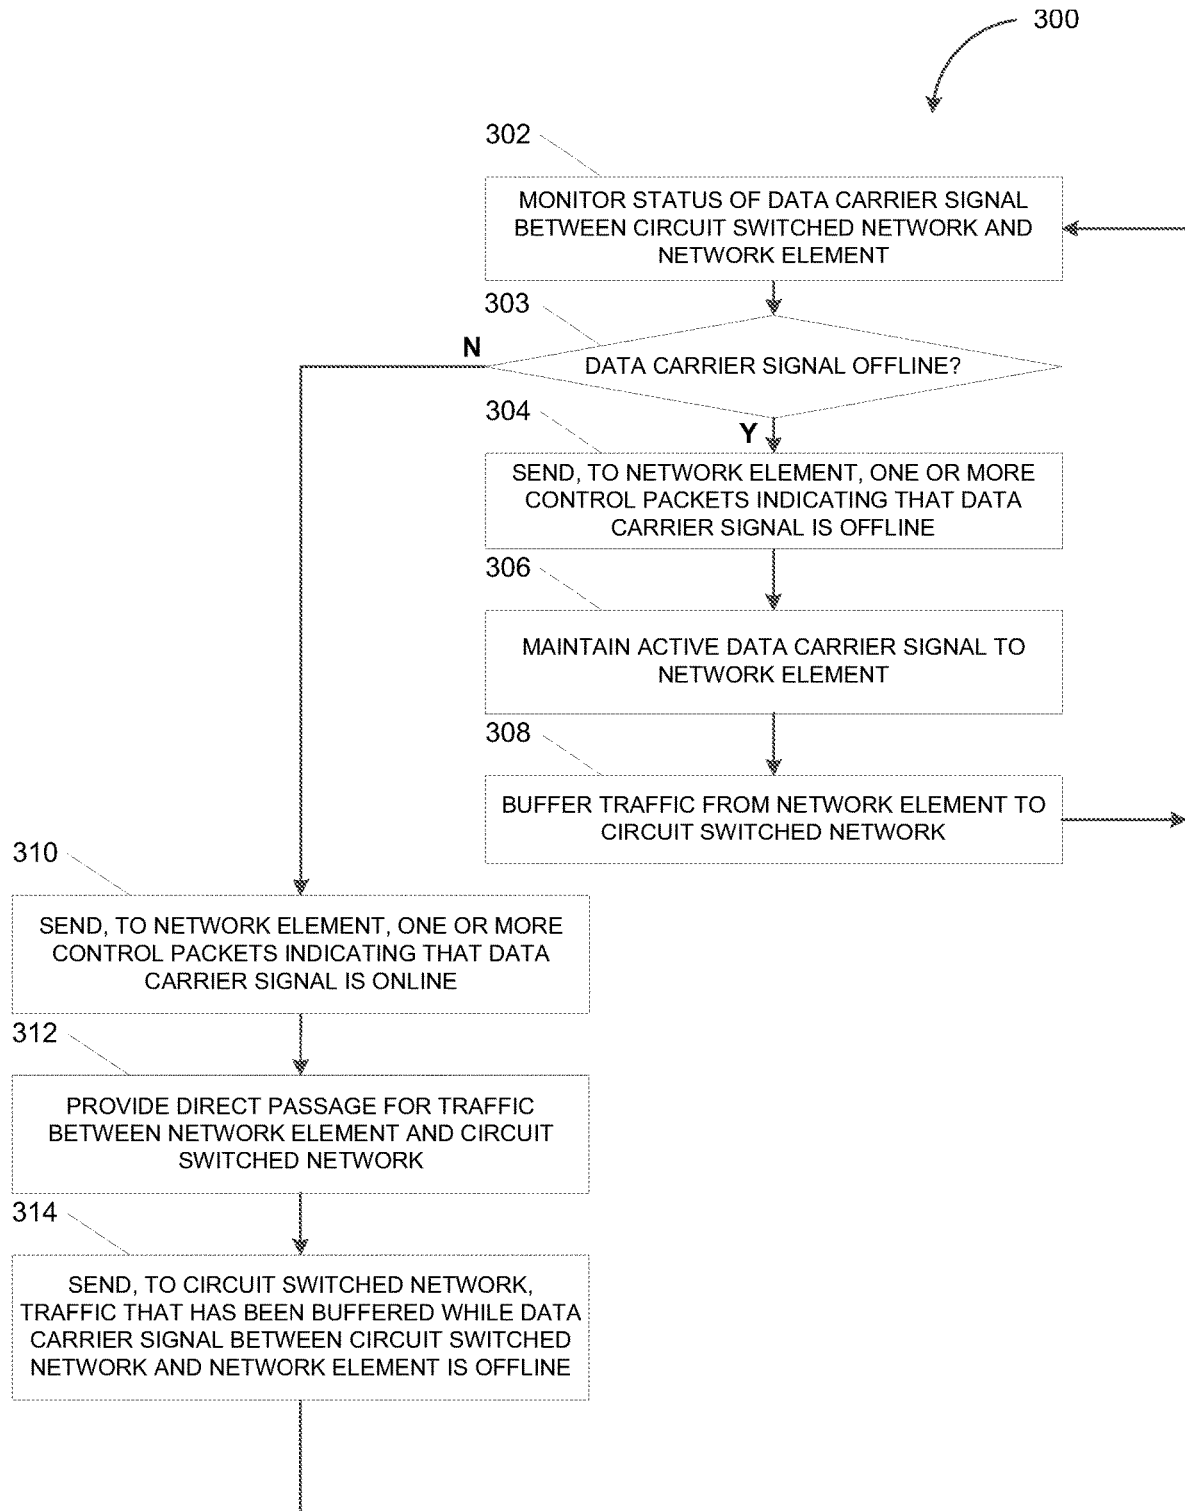 300
302
MONITOR STATUS OF DATA CARRIER SIGNAL
BETWEEN CIRCUIT SWITCHED NETWORK AND
NETWORK ELEMENT
303
N
DATA CARRIER SIGNAL OFFLINE?
304
Y
SEND, TO NETWORK ELEMENT, ONE OR MORE
CONTROL PACKETS INDICATING THAT DATA
CARRIER SIGNAL IS OFFLINE
306
MAINTAIN ACTIVE DATA CARRIER SIGNAL TO
NETWORK ELEMENT
308
BUFFER TRAFFIC FROM NETWORK ELEMENT TO
CIRCUIT SWITCHED NETWORK
310
SEND, TO NETWORK ELEMENT, ONE OR MORE
CONTROL PACKETS INDICATING THAT DATA
CARRIER SIGNAL IS ONLINE
312
PROVIDE DIRECT PASSAGE FOR TRAFFIC
BETWEEN NETWORK ELEMENT AND CIRCUIT
SWITCHED NETWORK
314
SEND, TO CIRCUIT SWITCHED NETWORK,
TRAFFIC THAT HAS BEEN BUFFERED WHILE DATA
CARRIER SIGNAL BETWEEN CIRCUIT SWITCHED
NETWORK AND NETWORK ELEMENT IS OFFLINE